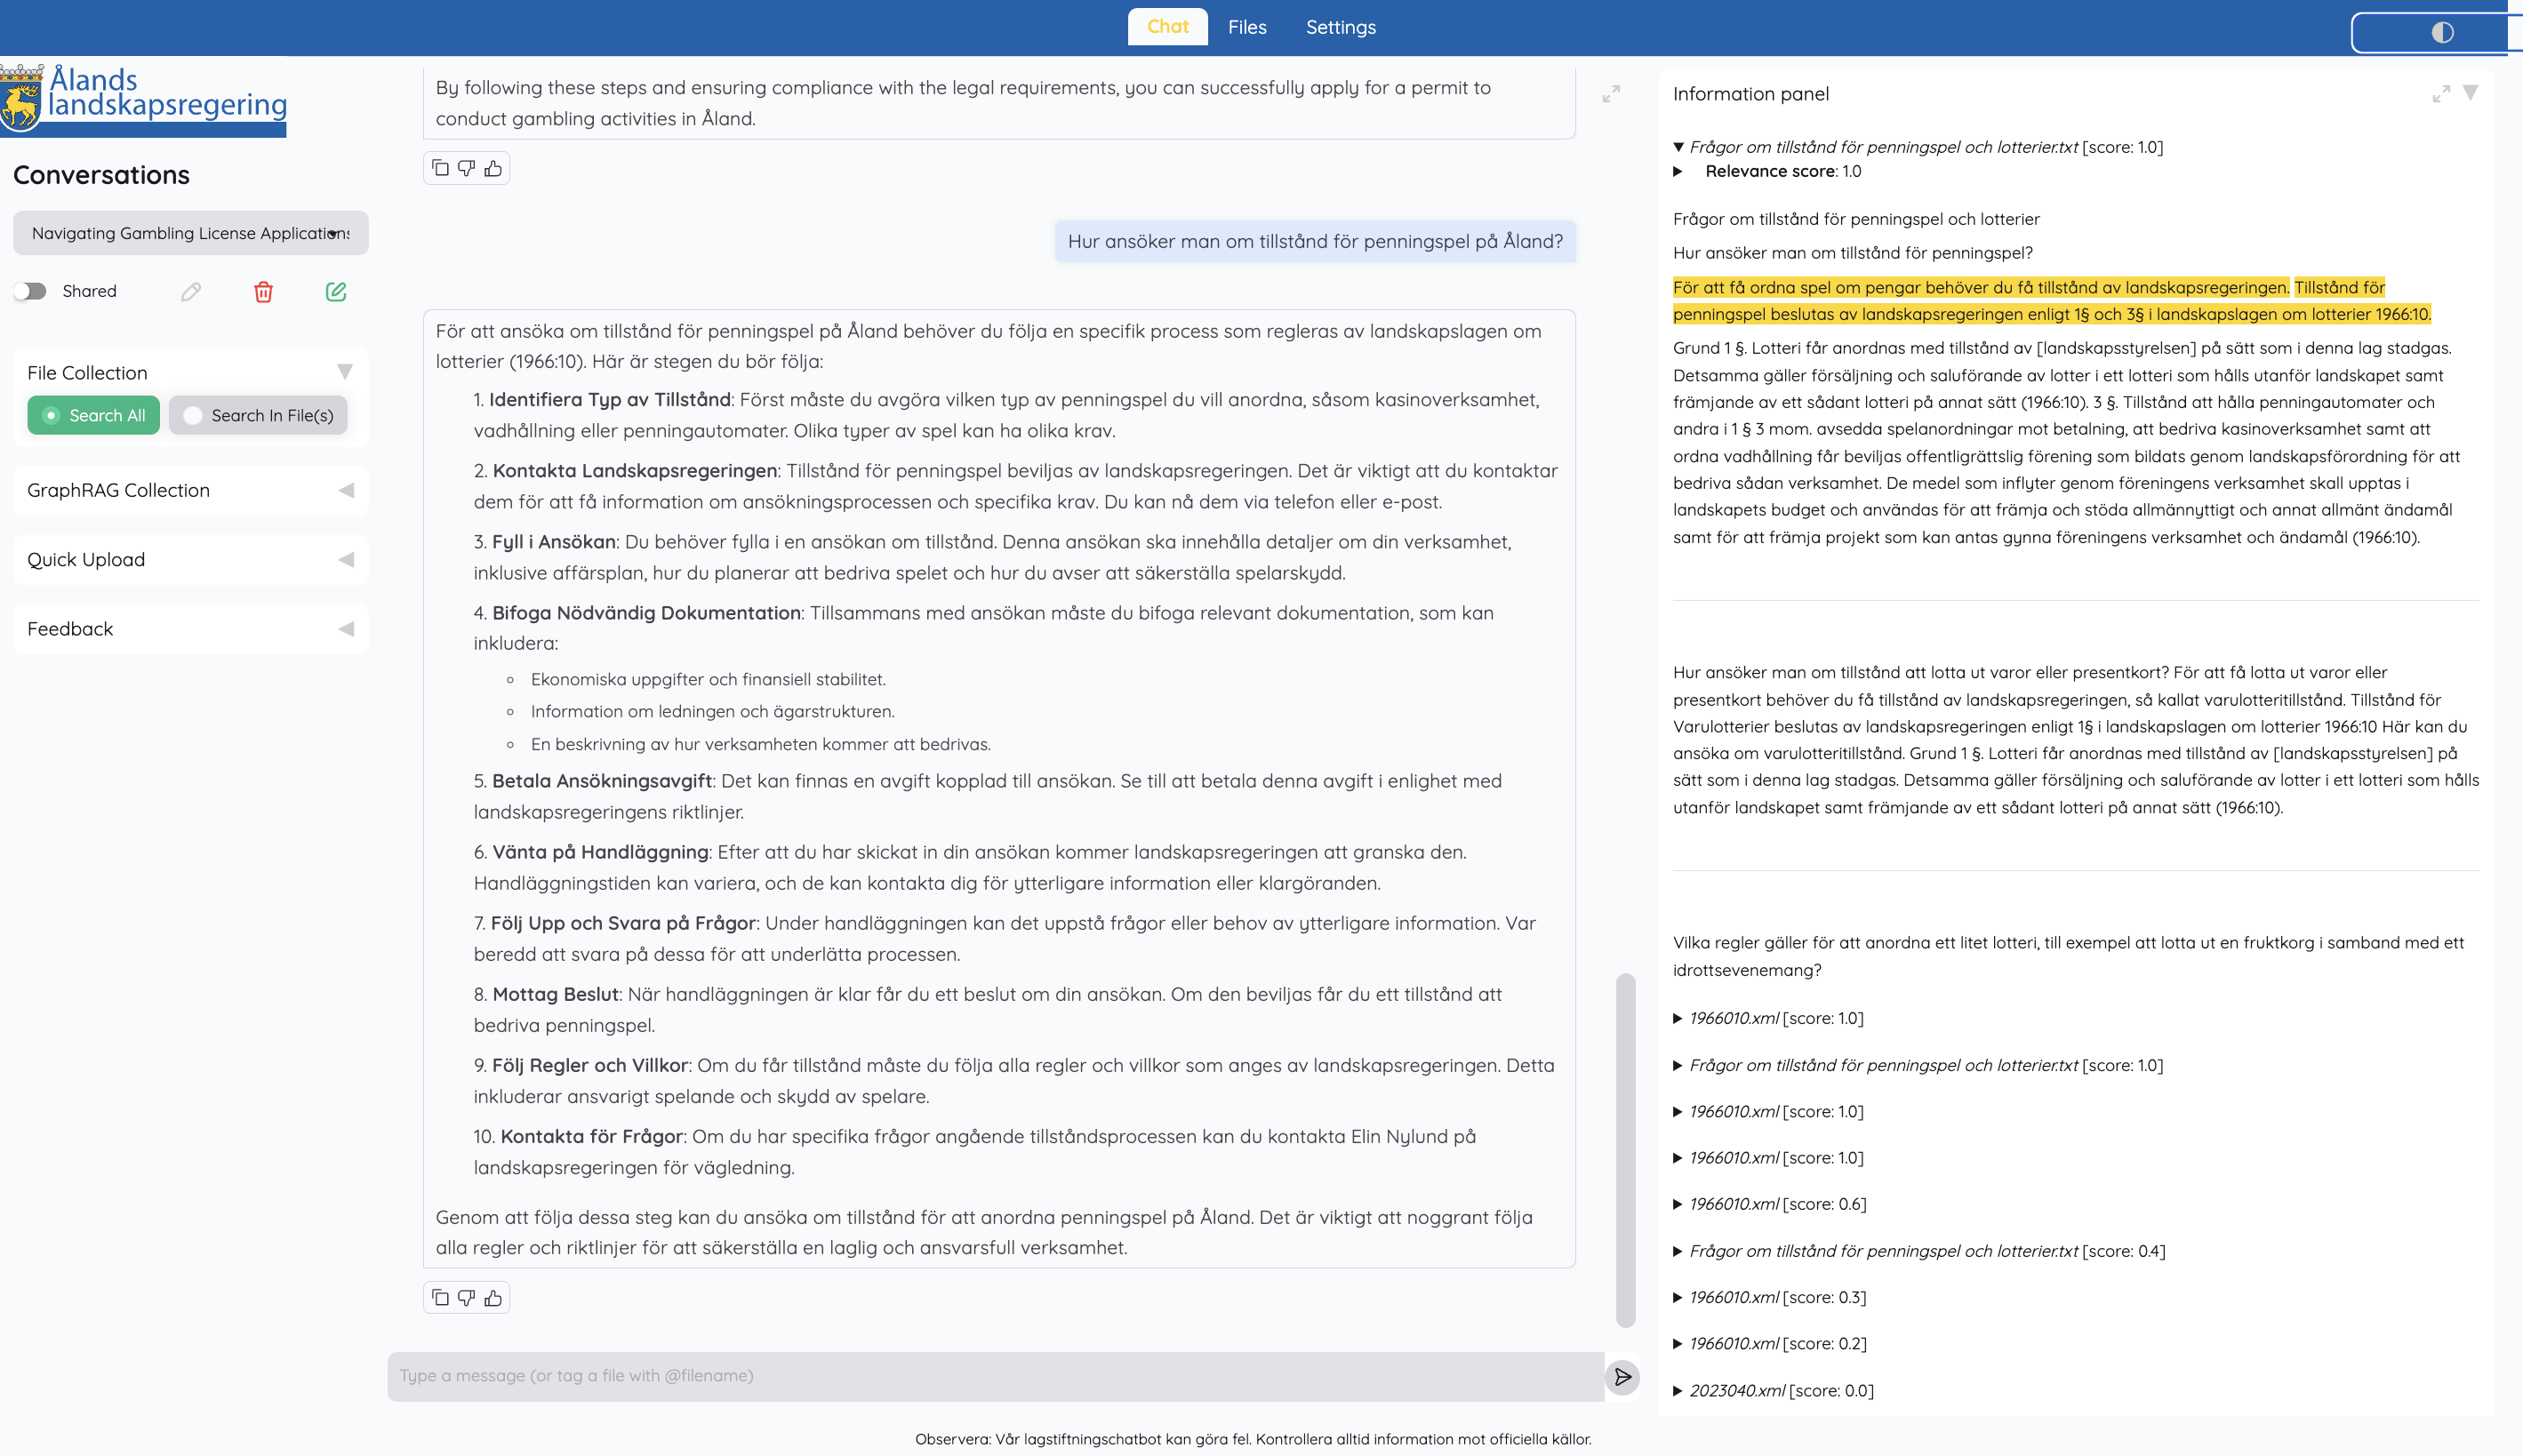 Chat
Files
Settings
Ålands
landskapsregering
Conversations
Navigating Gambling License Applications
Shared
File Collection
Search All
Search In File(s)
GraphRAG Collection
Quick Upload
Feedback
By following these steps and ensuring compliance with the legal requirements, you can successfully apply for a permit to
conduct gambling activities in Åland.
Hur ansöker man om tillstånd för penningspel på Åland?
För att ansöka om tillstånd för penningspel på Åland behöver du följa en specifik process som regleras av landskapslagen om
lotterier (1966:10). Här är stegen du bör följa:
1. Identifiera Typ av Tillstånd: Först måste du avgöra vilken typ av penningspel du vill anordna, såsom kasinoverksamhet,
vadhållning eller penningautomater. Olika typer av spel kan ha olika krav.
2. Kontakta Landskapsregeringen: Tillstånd för penningspel beviljas av landskapsregeringen. Det är viktigt att du kontaktar
dem för att få information om ansökningsprocessen och specifika krav. Du kan nå dem via telefon eller e-post.
3. Fyll i Ansökan: Du behöver fylla i en ansökan om tillstånd. Denna ansökan ska innehålla detaljer om din verksamhet,
inklusive affärsplan, hur du planerar att bedriva spelet och hur du avser att säkerställa spelarskydd.
4. Bifoga Nödvändig Dokumentation: Tillsammans med ansökan måste du bifoga relevant dokumentation, som kan
inkludera:
Ekonomiska uppgifter och finansiell stabilitet.
Information om ledningen och ägarstrukturen.
En beskrivning av hur verksamheten kommer att bedrivas.
5. Betala Ansökningsavgift: Det kan finnas en avgift kopplad till ansökan. Se till att betala denna avgift i enlighet med
landskapsregeringens riktlinjer.
6. Vänta på Handläggning: Efter att du har skickat in din ansökan kommer landskapsregeringen att granska den.
Handläggningstiden kan variera, och de kan kontakta dig för ytterligare information eller klargöranden.
7. Följ Upp och Svara på Frågor: Under handläggningen kan det uppstå frågor eller behov av ytterligare information. Var
beredd att svara på dessa för att underlätta processen.
8. Mottag Beslut: När handläggningen är klar får du ett beslut om din ansökan. Om den beviljas får du ett tillstånd att
bedriva penningspel.
9. Följ Regler och Villkor: Om du får tillstånd måste du följa alla regler och villkor som anges av landskapsregeringen. Detta
inkluderar ansvarigt spelande och skydd av spelare.
10. Kontakta för Frågor: Om du har specifika frågor angående tillståndsprocessen kan du kontakta Elin Nylund på
landskapsregeringen för vägledning.
Genom att följa dessa steg kan du ansöka om tillstånd för att anordna penningspel på Åland. Det är viktigt att noggrant följa
alla regler och riktlinjer för att säkerställa en laglig och ansvarsfull verksamhet.
Type a message (or tag a file with @filename)
Information panel
Frågor om tillstånd för penningspel och lotterier.txt [score: 1.0]
Relevance score: 1.0
Frågor om tillstånd för penningspel och lotterier
Hur ansöker man om tillstånd för penningspel?
För att få ordna spel om pengar behöver du få tillstånd av landskapsregeringen. Tillstånd för
penningspel beslutas av landskapsregeringen enligt 1§ och 3§ i landskapslagen om lotterier 1966:10.
Grund 1 §. Lotteri får anordnas med tillstånd av [landskapsstyrelsen] på sätt som i denna lag stadgas.
Detsamma gäller försäljning och saluförande av lotter i ett lotteri som hålls utanför landskapet samt
främjande av ett sådant lotteri på annat sätt (1966:10). 3 §. Tillstånd att hålla penningautomater och
andra i 1 § 3 mom. avsedda spelanordningar mot betalning, att bedriva kasinoverksamhet samt att
ordna vadhållning får beviljas offentligrättslig förening som bildats genom landskapsförordning för att
bedriva sådan verksamhet. De medel som inflyter genom föreningens verksamhet skall upptas i
landskapets budget och användas för att främja och stöda allmännyttigt och annat allmänt ändamål
samt för att främja projekt som kan antas gynna föreningens verksamhet och ändamål (1966:10).
Hur ansöker man om tillstånd att lotta ut varor eller presentkort? För att få lotta ut varor eller
presentkort behöver du få tillstånd av landskapsregeringen, så kallat varulotteritillstånd. Tillstånd för
Varulotterier beslutas av landskapsregeringen enligt 1§ i landskapslagen om lotterier 1966:10 Här kan du
ansöka om varulotteritillstånd. Grund 1 §. Lotteri får anordnas med tillstånd av [landskapsstyrelsen] på
sätt som i denna lag stadgas. Detsamma gäller försäljning och saluförande av lotter i ett lotteri som hålls
utanför landskapet samt främjande av ett sådant lotteri på annat sätt (1966:10).
Vilka regler gäller för att anordna ett litet lotteri, till exempel att lotta ut en fruktkorg i samband med ett
idrottsevenemang?
1966010.xml [score: 1.0]
Frågor om tillstånd för penningspel och lotterier.txt [score: 1.0]
1966010.xml [score: 1.0]
1966010.xml [score: 1.0]
1966010.xml [score: 0.6]
Frågor om tillstånd för penningspel och lotterier.txt [score: 0.4]
1966010.xml [score: 0.3]
1966010.xml [score: 0.2]
2023040.xml [score: 0.0]
Observera: Vår lagstiftningschatbot kan göra fel. Kontrollera alltid information mot officiella källor.